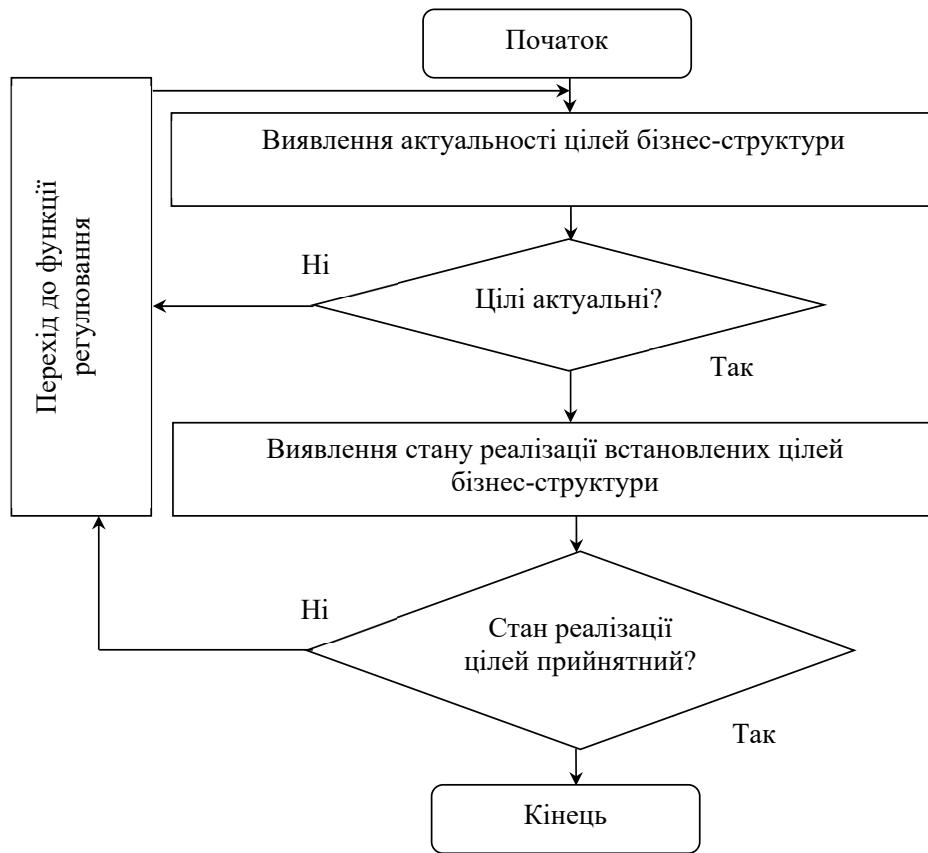 Початок
Виявлення актуальності цілей бізнес-структури
Перехід до функції
регулювання
Ні
Цілі актуальні?
Так
Виявлення стану реалізації встановлених цілей
бізнес-структури
Ні
Стан реалізації
цілей прийнятний?
Так
Кінець